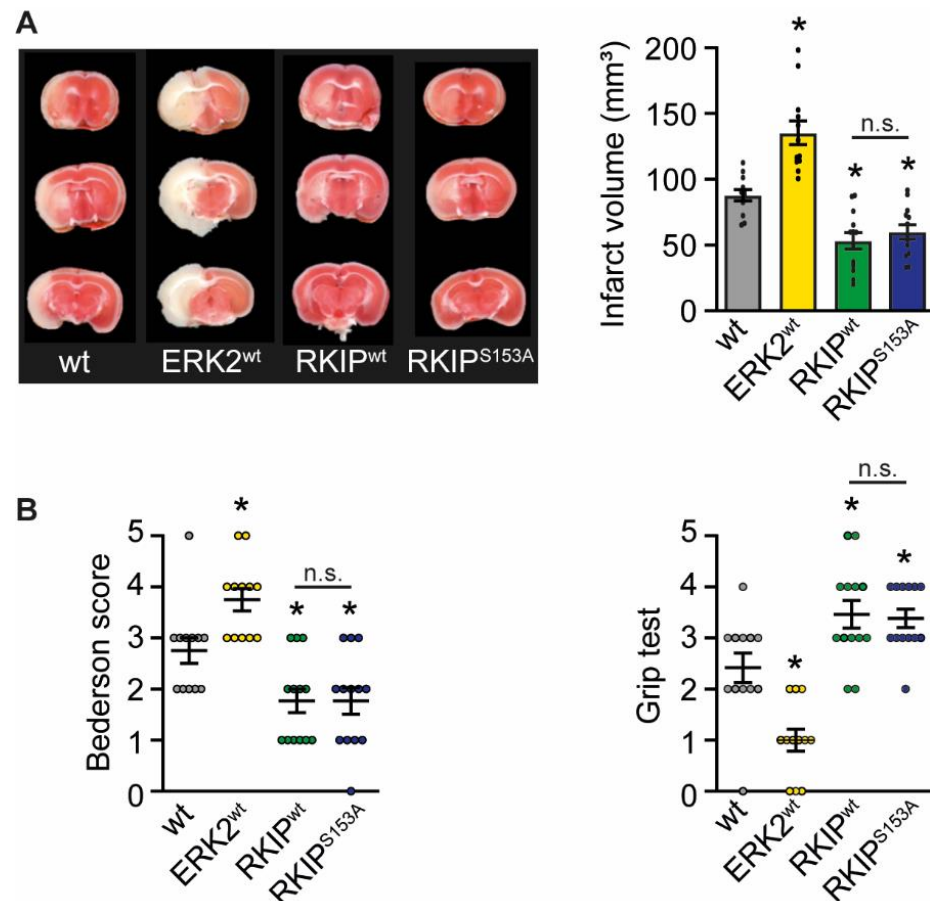 A
wt
ERK2ʷᵗ
RKIPʷᵗ
RKIPS153A
Infarct volume (mm³)
200
150
100
50
0
*
*
n.s.
*
wt
ERK2ʷᵗ
RKIPʷᵗ
RKIPS153A
B
Bederson score
5
4
3
2
1
0
*
*
n.s.
*
wt
ERK2ʷᵗ
RKIPʷᵗ
RKIPS153A
Grip test
5
4
3
2
1
0
*
*
n.s.
*
wt
ERK2ʷᵗ
RKIPʷᵗ
RKIPS153A